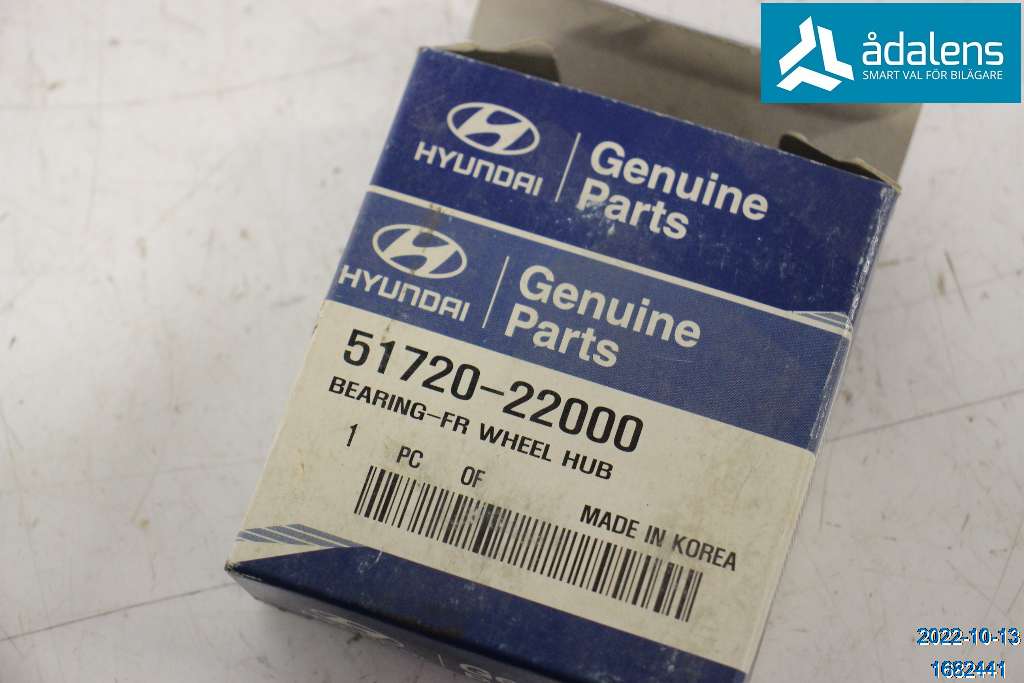 ådalens
SMART VAL FÖR BILÄGARE
HYUNDAI
Genuine
Parts
HYUNDAI
Genuine
Parts
51720-22000
BEARING-FR WHEEL HUB
1 PC OF
MADE IN KOREA
2022-10-13
1682441